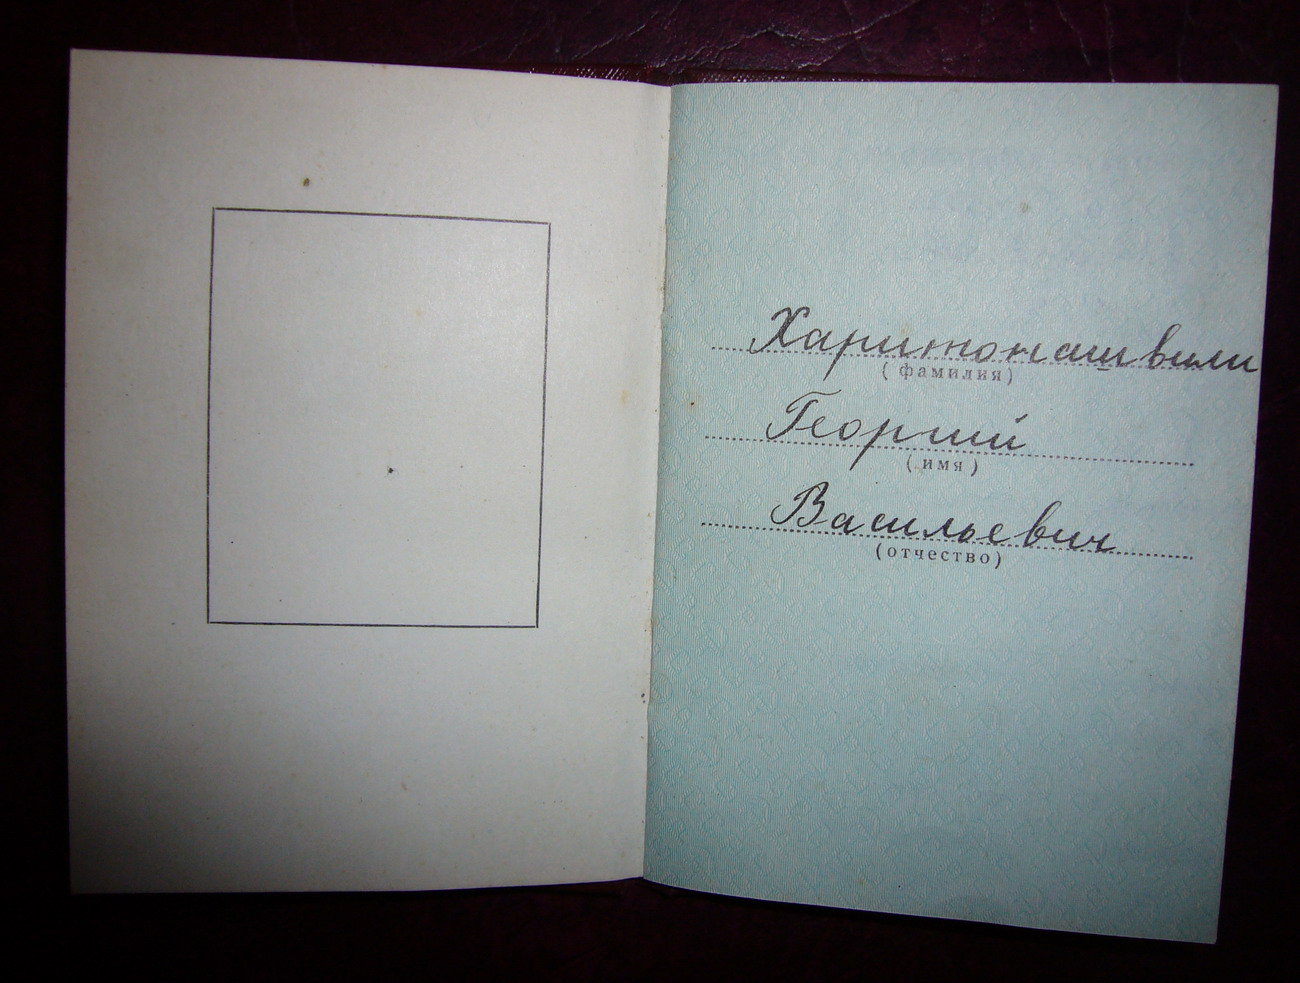 Харитонашвили
(фамилия)
Георгий
(имя)
Васильевич
(отчество)